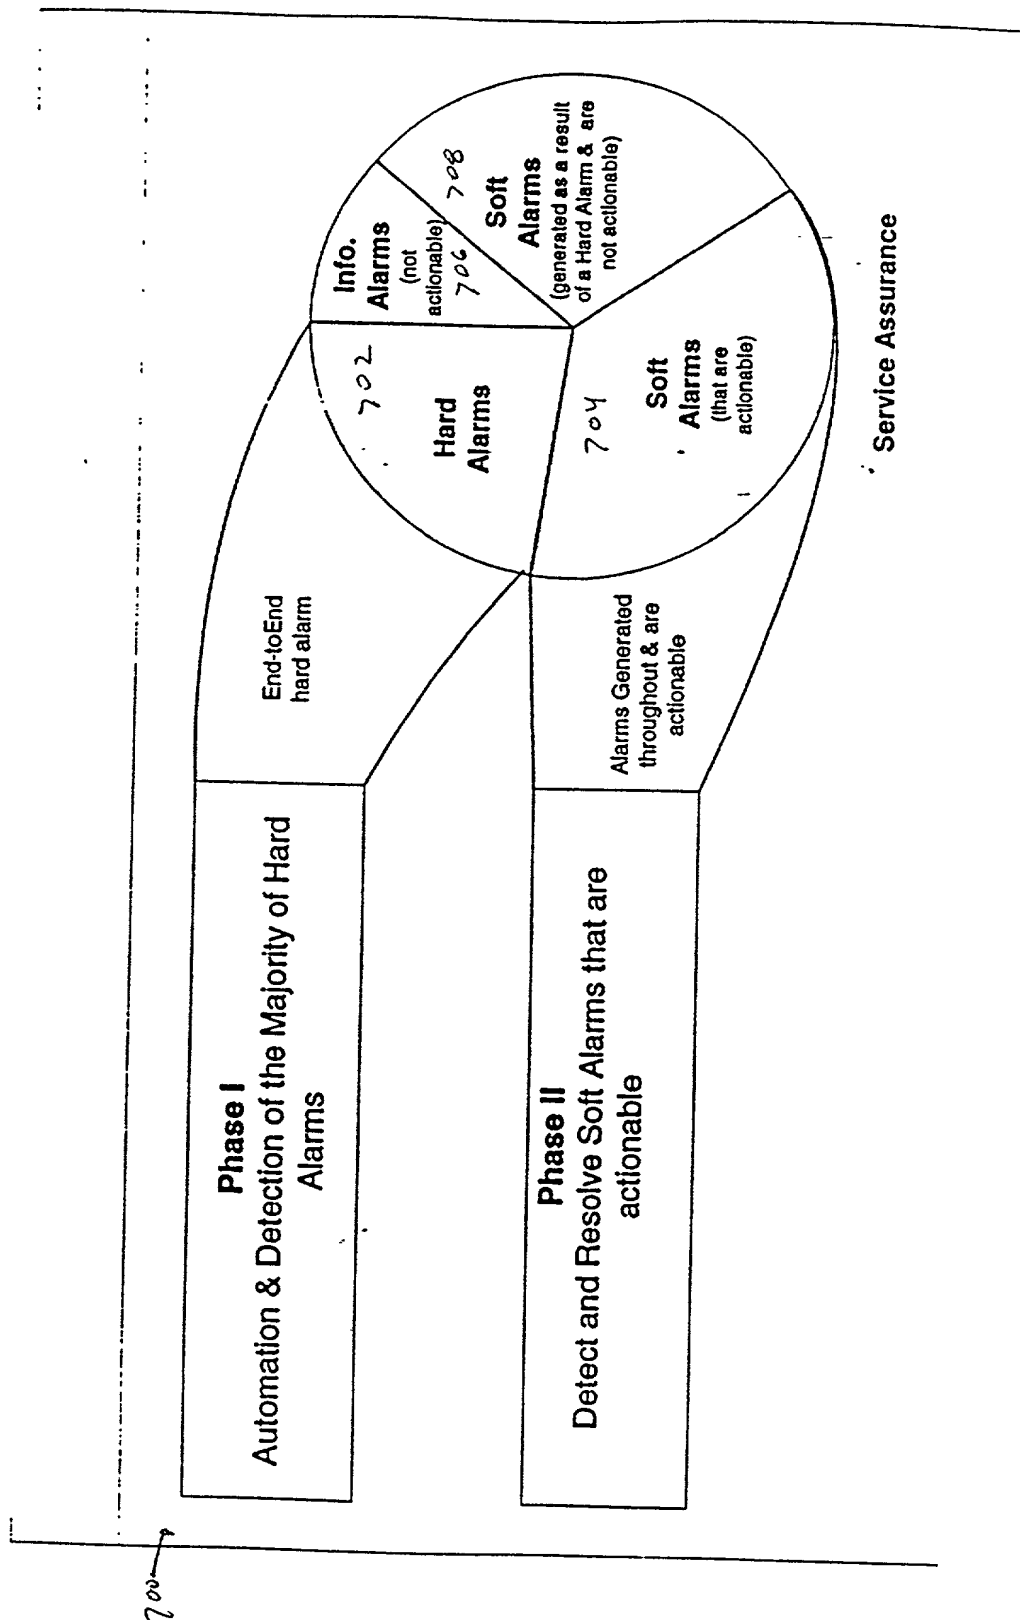 700
Phase I
Automation & Detection of the Majority of Hard
Alarms
End-toEnd
hard alarm
Phase II
Detect and Resolve Soft Alarms that are
actionable
Alarms Generated
throughout & are
actionable
702
Hard
Alarms
Info.
Alarms
(not
actionable)
706
708
Soft
Alarms
(generated as a result
of a Hard Alarm & are
not actionable)
704
Soft
Alarms
(that are
actionable)
Service Assurance